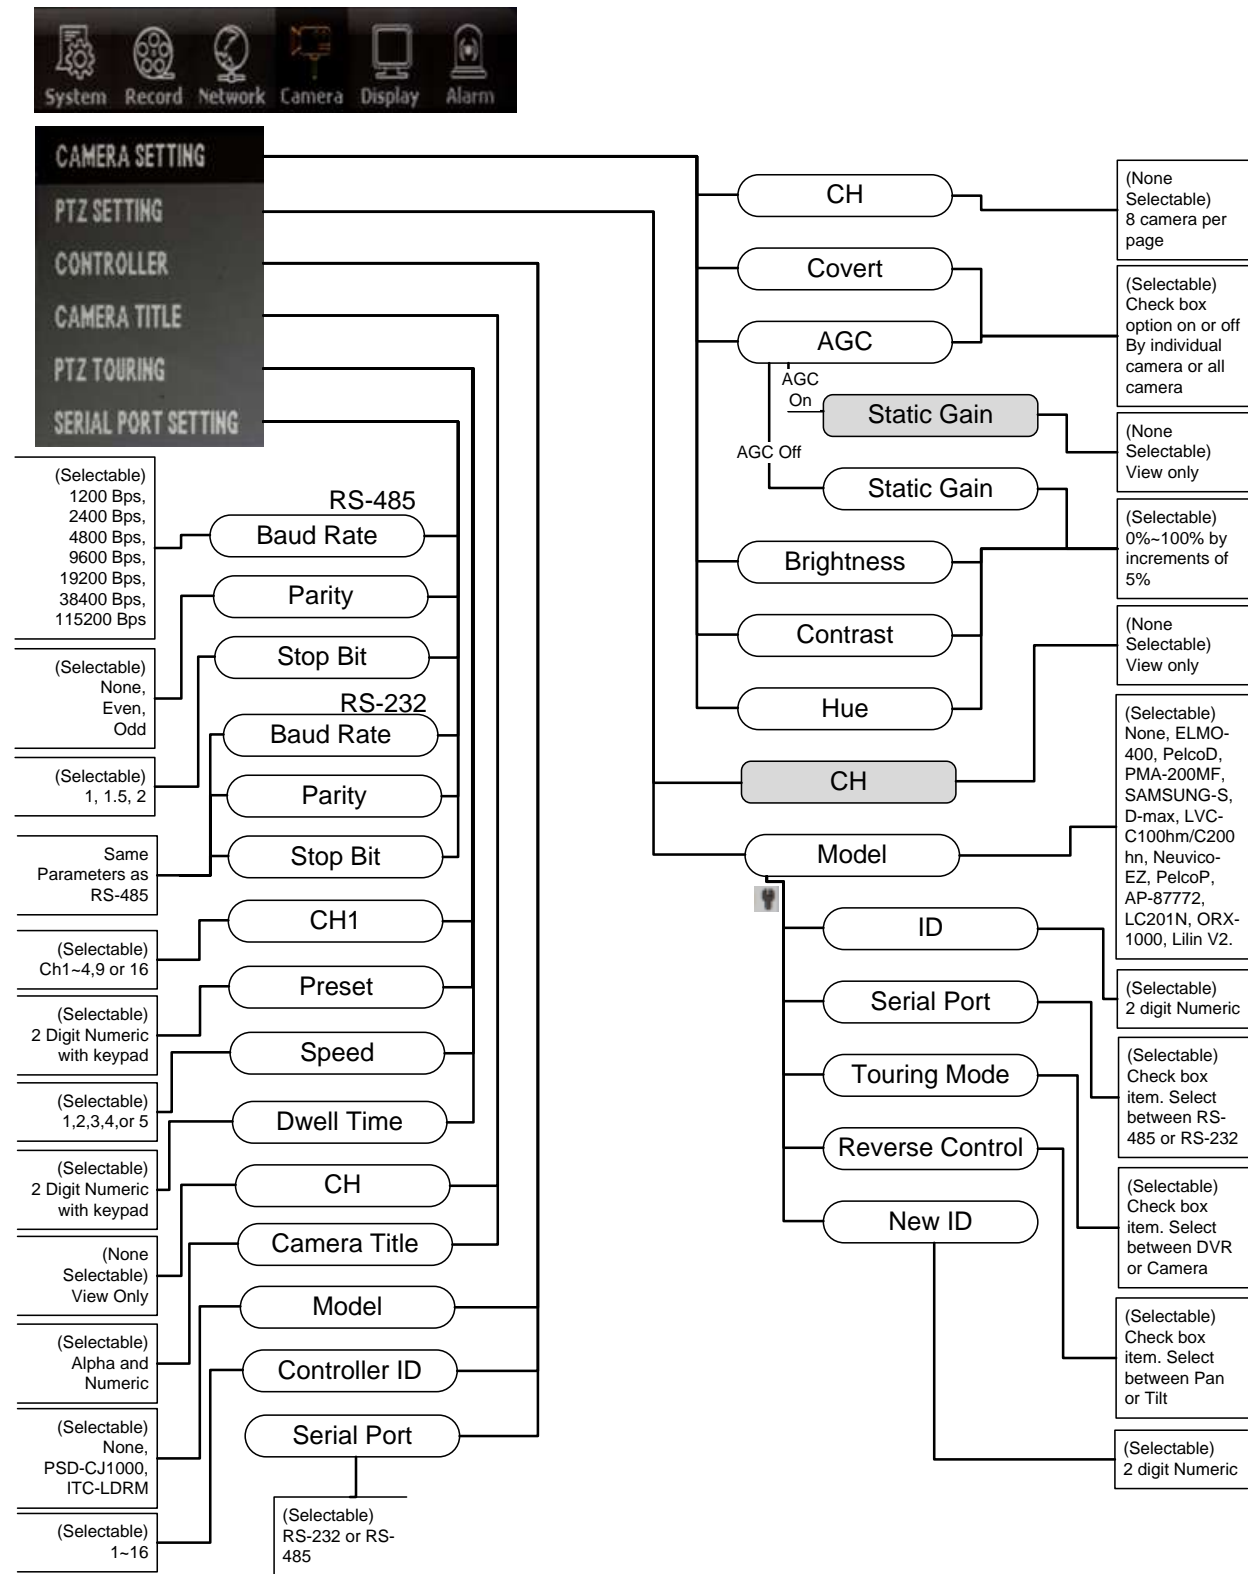 System Record Network Camera Display Alarm
CAMERA SETTING
PTZ SETTING
CONTROLLER
CAMERA TITLE
PTZ TOURING
SERIAL PORT SETTING
(Selectable)
1200 Bps,
2400 Bps,
4800 Bps,
9600 Bps,
19200 Bps,
38400 Bps,
115200 Bps
(Selectable)
None,
Even,
Odd
(Selectable)
1, 1.5, 2
Same
Parameters as
RS-485
(Selectable)
Ch1~4,9 or 16
(Selectable)
2 Digit Numeric
with keypad
(Selectable)
1,2,3,4,or 5
(Selectable)
2 Digit Numeric
with keypad
(None
Selectable)
View Only
(Selectable)
Alpha and
Numeric
(Selectable)
None,
PSD-CJ1000,
ITC-LDRM
(Selectable)
1~16
RS-485
Baud Rate
Parity
Stop Bit
RS-232
Baud Rate
Parity
Stop Bit
CH1
Preset
Speed
Dwell Time
CH
Camera Title
Model
Controller ID
Serial Port
(Selectable)
RS-232 or RS-
485
CH
Covert
AGC
AGC
On
Static Gain
AGC Off
Static Gain
Brightness
Contrast
Hue
CH
Model
ID
Serial Port
Touring Mode
Reverse Control
New ID
(None
Selectable)
8 camera per
page
(Selectable)
Check box
option on or off
By individual
camera or all
camera
(None
Selectable)
View only
(Selectable)
0%~100% by
increments of
5%
(None
Selectable)
View only
(Selectable)
None, ELMO-
400, PelcoD,
PMA-200MF,
SAMSUNG-S,
D-max, LVC-
C100hm/C200
hn, Neuvico-
EZ, PelcoP,
AP-87772,
LC201N, ORX-
1000, Lilin V2.
(Selectable)
2 digit Numeric
(Selectable)
Check box
item. Select
between RS-
485 or RS-232
(Selectable)
Check box
item. Select
between DVR
or Camera
(Selectable)
Check box
item. Select
between Pan
or Tilt
(Selectable)
2 digit Numeric